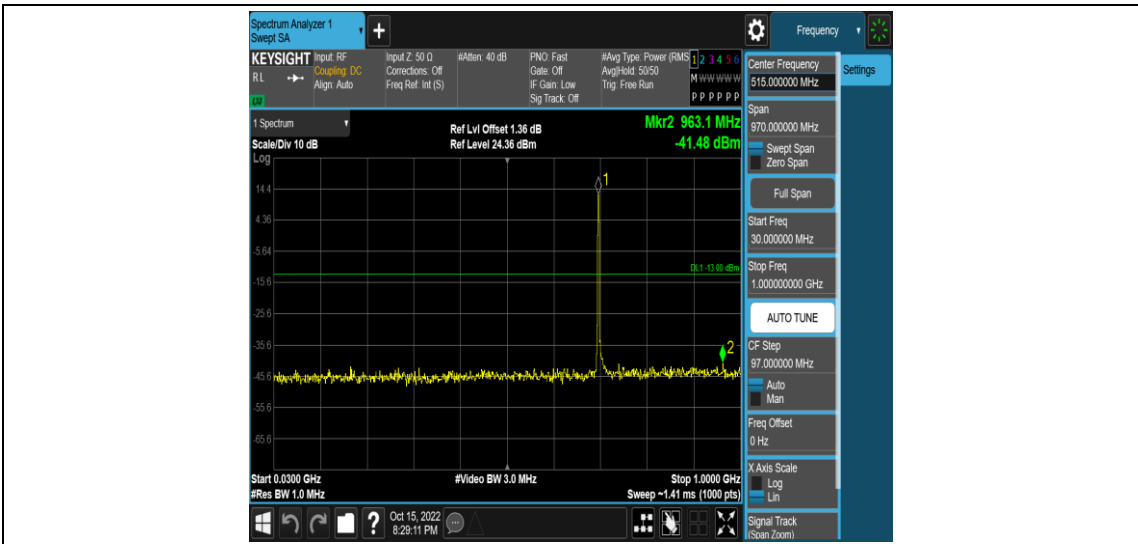 Spectrum Analyzer 1
Swept SA
+
Frequency
KEYSIGHT
RL
LXI
Input: RF
Coupling: DC
Align: Auto
Input Z: 50 Ω
Corrections: Off
Freq Ref: Int (S)
#Atten: 40 dB
PNO: Fast
Gate: Off
IF Gain: Low
Sig Track: Off
#Avg Type: Power (RMS
Avg|Hold: 50/50
Trig: Free Run
1 2 3 4 5 6
M W W W W W
P P P P P P
1 Spectrum
Scale/Div 10 dB
Log
Ref Lvl Offset 1.36 dB
Ref Level 24.36 dBm
Mkr2 963.1 MHz
-41.48 dBm
1
14.4
4.36
-5.64
DL1 -13.00 dBm
-15.6
-25.6
-35.6
2
-45.6
-55.6
-65.6
Start 0.0300 GHz
#Res BW 1.0 MHz
#Video BW 3.0 MHz
Stop 1.0000 GHz
Sweep ~1.41 ms (1000 pts)
?
Oct 15, 2022
8:29:11 PM
Center Frequency
515.000000 MHz
Settings
Span
970.000000 MHz
Swept Span
Zero Span
Full Span
Start Freq
30.000000 MHz
Stop Freq
1.000000000 GHz
AUTO TUNE
CF Step
97.000000 MHz
Auto
Man
Freq Offset
0 Hz
X Axis Scale
Log
Lin
Signal Track
(Span Zoom)